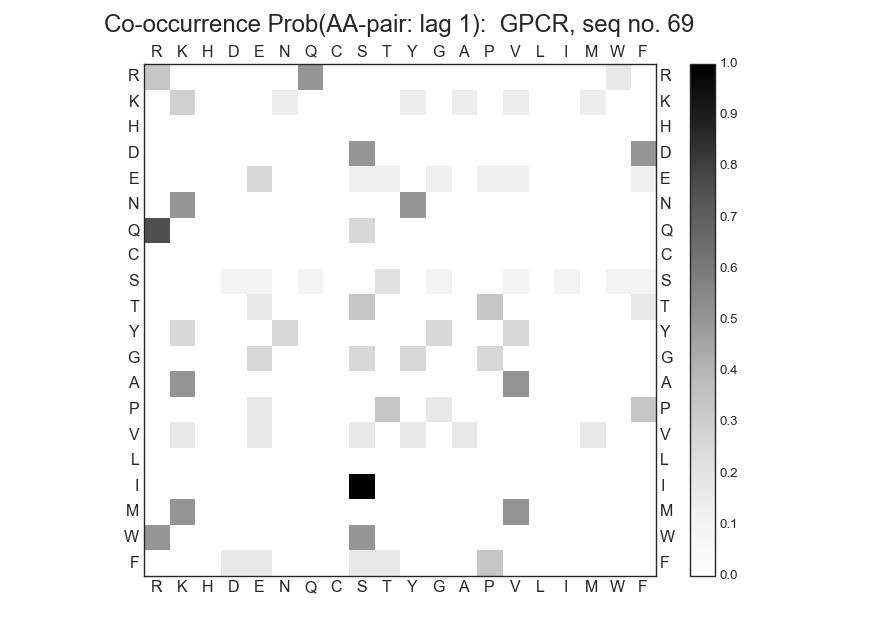 Co-occurrence Prob(AA-pair: lag 1):  GPCR, seq no. 69
R K H D E N Q C S T Y G A P V L I M W F
R R 1.0
K K 0.9
H H
D D 0.8
E E
N N 0.7
Q Q
C C 0.6
S S
T T 0.5
Y Y
G G 0.4
A A
P P 0.3
V V
L L 0.2
I I
M M 0.1
W W
F F 0.0
R K H D E N Q C S T Y G A P V L I M W F